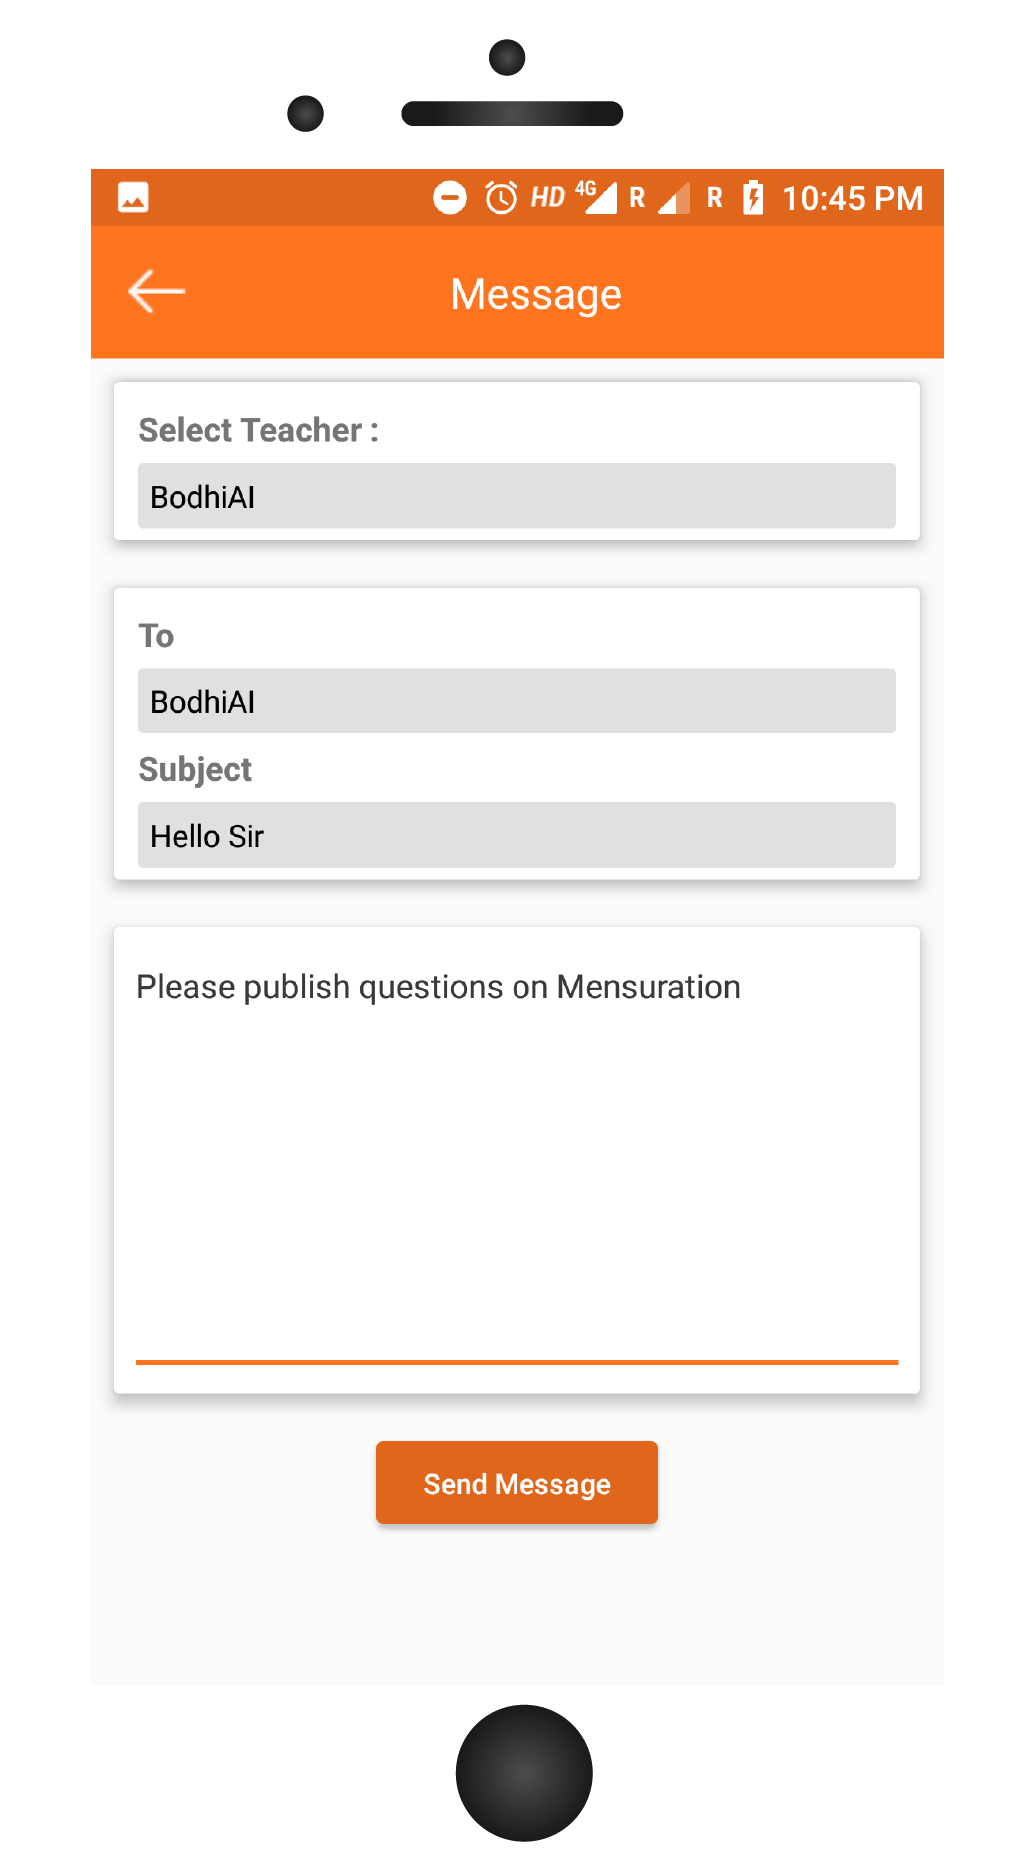 HD 4G R R 10:45 PM
Message
Select Teacher :
BodhiAI
To
BodhiAI
Subject
Hello Sir
Please publish questions on Mensuration
Send Message